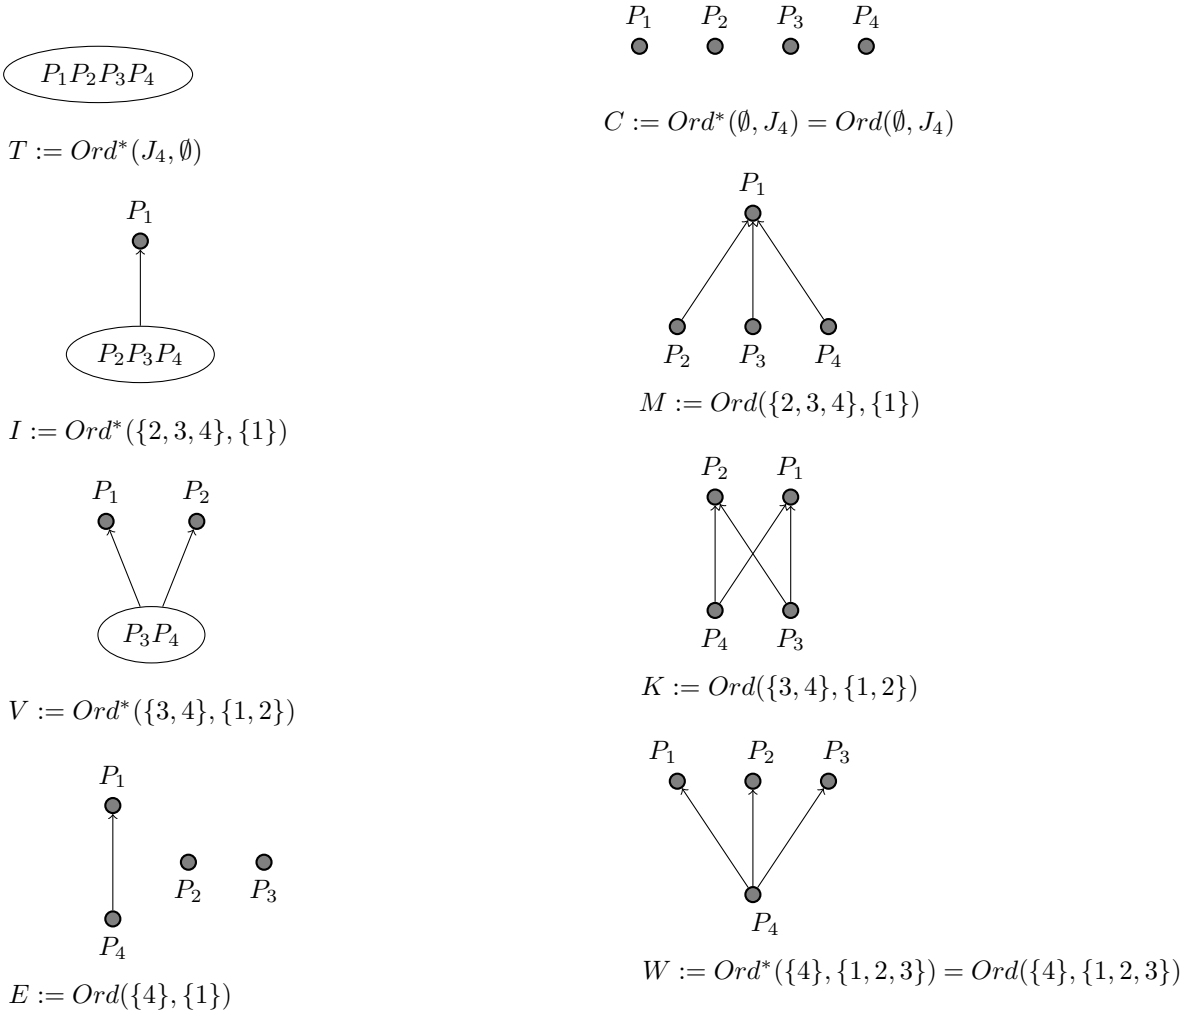 P₁P₂P₃P₄
T := Ord*(J₄, ∅)
P₁ P₂ P₃ P₄
C := Ord*(∅, J₄) = Ord(∅, J₄)
P₁
P₂P₃P₄
I := Ord*({2, 3, 4}, {1})
P₁
P₂ P₃ P₄
M := Ord({2, 3, 4}, {1})
P₁ P₂
P₃P₄
V := Ord*({3, 4}, {1, 2})
P₂ P₁
P₄ P₃
K := Ord({3, 4}, {1, 2})
P₁
P₂ P₃
P₄
E := Ord({4}, {1})
P₁ P₂ P₃
P₄
W := Ord*({4}, {1, 2, 3}) = Ord({4}, {1, 2, 3})